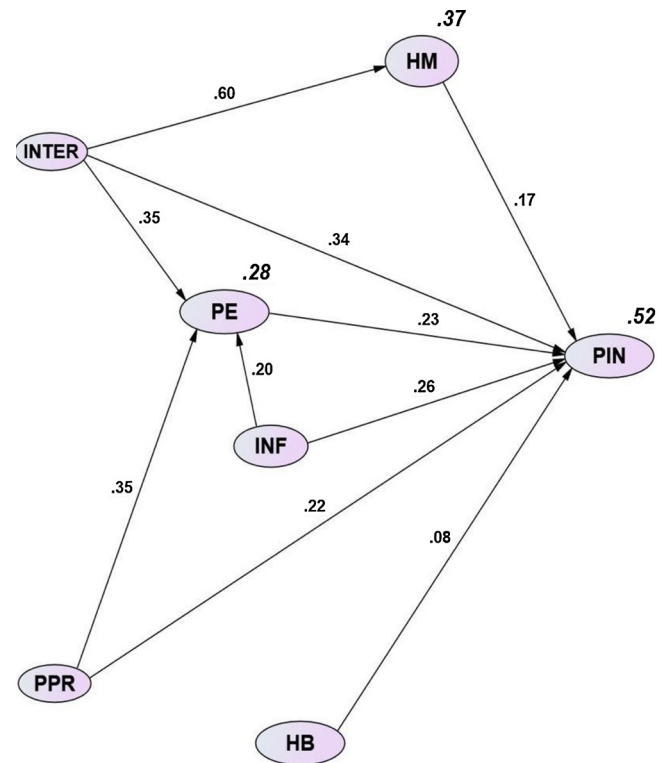 .37
HM
.60
INTER
.17
.35
.34
.28
PE
.52
.23
PIN
.20
.26
INF
.35
.22
.08
PPR
HB